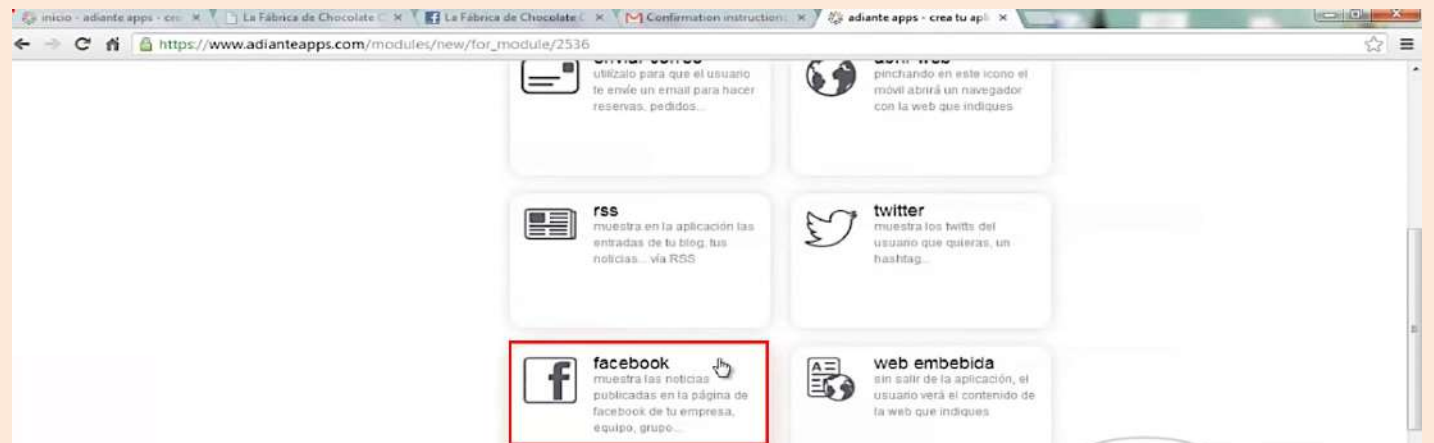 inicio - adiante apps - cre
La Fábrica de Chocolate C
La Fábrica de Chocolate C
Confirmation instruction
adiante apps - crea tu apli
https://www.adianteapps.com/modules/new/for_module/2536
utilízalo para que el usuario
te envíe un email para hacer
reservas, pedidos...
pinchando en este icono el
móvil abrirá un navegador
con la web que indiques
rss
muestra en la aplicación las
entradas de tu blog, tus
noticias... vía RSS
twitter
muestra los twitts del
usuario que quieras, un
hashtag...
facebook
muestra las noticias
publicadas en la página de
facebook de tu empresa,
equipo, grupo...
web embebida
sin salir de la aplicación, el
usuario verá el contenido de
la web que indiques